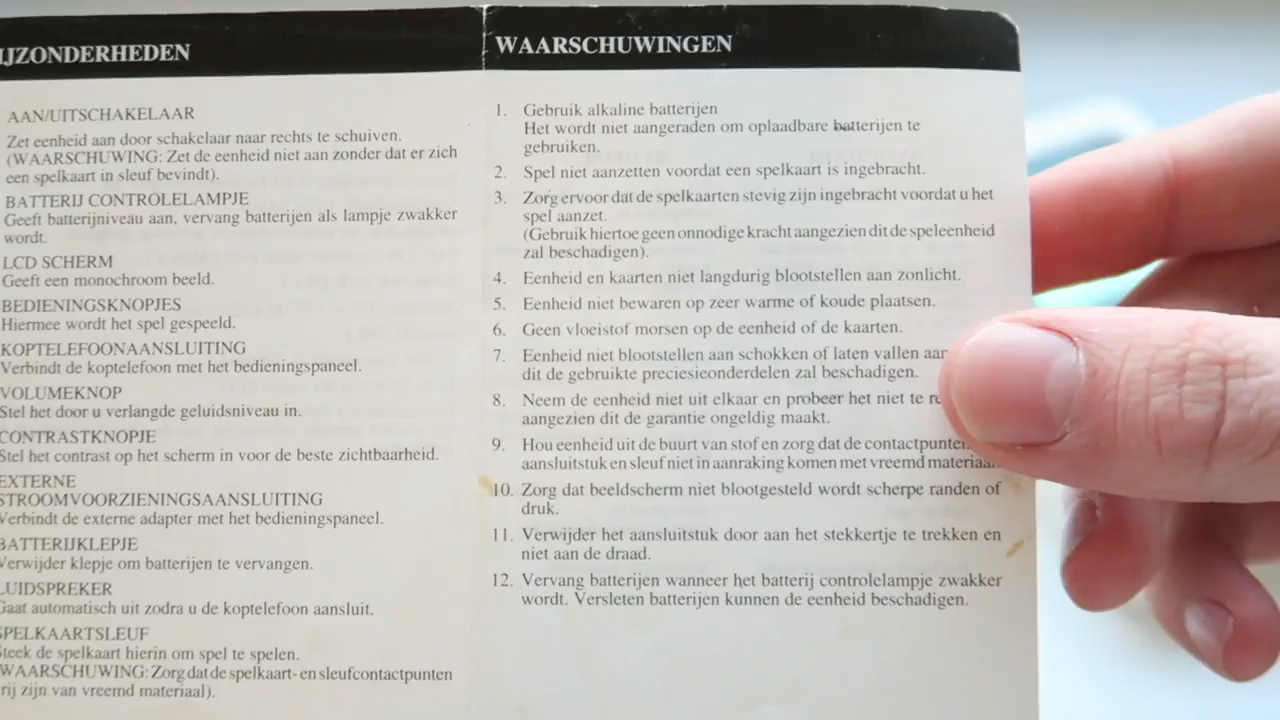 IJZONDERHEDEN
AAN/UITSCHAKELAAR
Zet eenheid aan door schakelaar naar rechts te schuiven.
(WAARSCHUWING: Zet de eenheid niet aan zonder dat er zich
een spelkaart in sleuf bevindt).
BATTERIJ CONTROLELAMPJE
Geeft batterijniveau aan, vervang batterijen als lampje zwakker
wordt.
LCD SCHERM
Geeft een monochroom beeld.
BEDIENINGSKNOPJES
Hiermee wordt het spel gespeeld.
KOPTELEFOONAANSLUITING
Verbindt de koptelefoon met het bedieningspaneel.
VOLUMEKNOP
Stel het door u verlangde geluidsniveau in.
CONTRASTKNOPJE
Stel het contrast op het scherm in voor de beste zichtbaarheid.
EXTERNE
STROOMVOORZIENINGSAANSLUITING
Verbindt de externe adapter met het bedieningspaneel.
BATTERIJKLEPJE
Verwijder klepje om batterijen te vervangen.
LUIDSPREKER
Gaat automatisch uit zodra u de koptelefoon aansluit.
SPELKAARTSLEUF
Steek de spelkaart hierin om spel te spelen.
WAARSCHUWING: Zorg dat de spelkaart- en sleufcontactpunten
rij zijn van vreemd materiaal).
WAARSCHUWINGEN
1. Gebruik alkaline batterijen
Het wordt niet aangeraden om oplaadbare batterijen te
gebruiken.
2. Spel niet aanzetten voordat een spelkaart is ingebracht.
3. Zorg ervoor dat de spelkaarten stevig zijn ingebracht voordat u het
spel aanzet.
(Gebruik hiertoe geen onnodige kracht aangezien dit de speleenheid
zal beschadigen).
4. Eenheid en kaarten niet langdurig blootstellen aan zonlicht.
5. Eenheid niet bewaren op zeer warme of koude plaatsen.
6. Geen vloeistof morsen op de eenheid of de kaarten.
7. Eenheid niet blootstellen aan schokken of laten vallen
dit de gebruikte preciesieonderdelen zal beschadigen.
8. Neem de eenheid niet uit elkaar en probeer het niet te
aangezien dit de garantie ongeldig maakt.
9. Hou eenheid uit de buurt van stof en zorg dat de contactpunten,
aansluitstuk en sleuf niet in aanraking komen met vreemd materiaal.
10. Zorg dat beeldscherm niet blootgesteld wordt scherpe randen of
druk.
11. Verwijder het aansluitstuk door aan het stekkertje te trekken en
niet aan de draad.
12. Vervang batterijen wanneer het batterij controlelampje zwakker
wordt. Versleten batterijen kunnen de eenheid beschadigen.